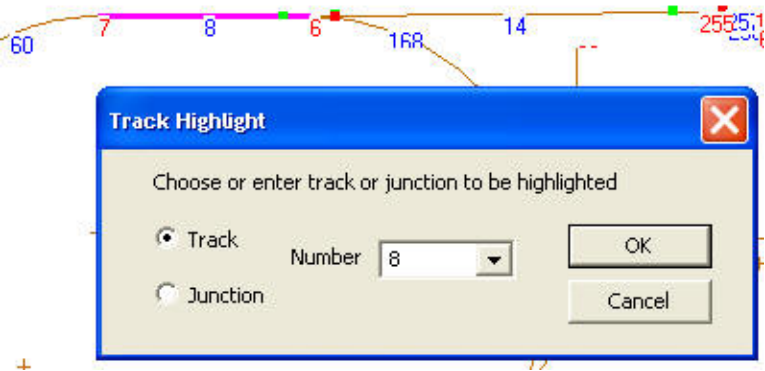 60 7 8 6 168 14 255
Track Highlight
Choose or enter track or junction to be highlighted
Track
Number 8
Junction
OK
Cancel